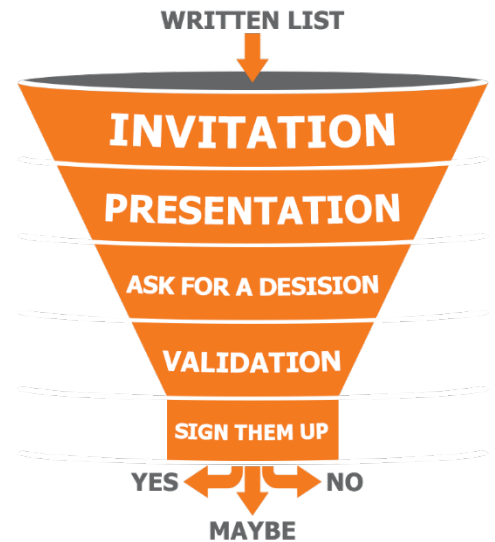 WRITTEN LIST
INVITATION
PRESENTATION
ASK FOR A DESISION
VALIDATION
SIGN THEM UP
YES
NO
MAYBE